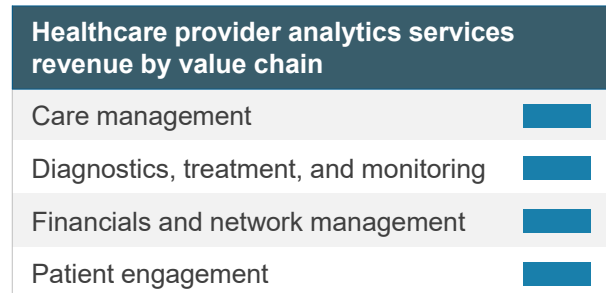 Healthcare provider analytics services
revenue by value chain
Care management
Diagnostics, treatment, and monitoring
Financials and network management
Patient engagement